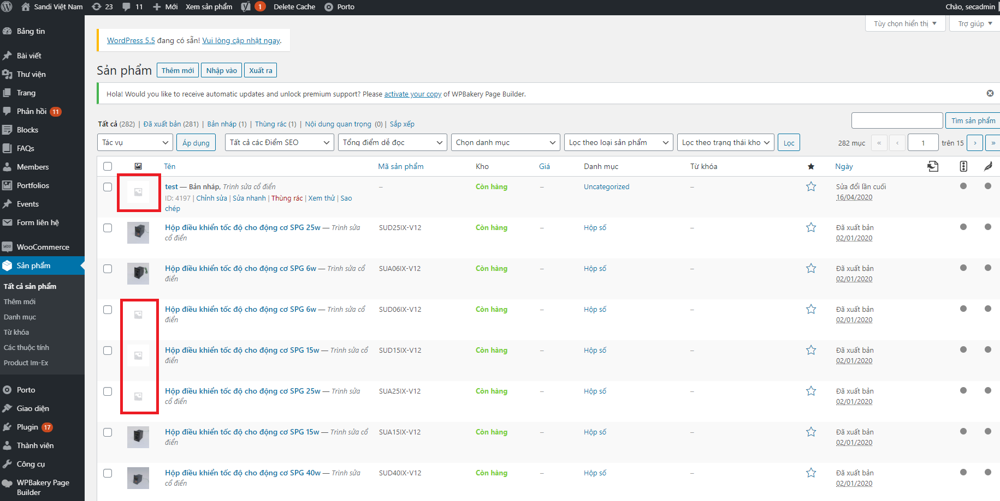 Sandi Việt Nam 23 11 Mới Xem sản phẩm 1 Delete Cache Porto Chào, secadmin
Tùy chọn hiển thị ▼ Trợ giúp ▼
Bảng tin
Bài viết
Thư viện
Trang
Phản hồi 11
Blocks
FAQs
Members
Portfolios
Events
Form liên hệ
WooCommerce
Sản phẩm
Tất cả sản phẩm
Thêm mới
Danh mục
Từ khóa
Các thuộc tính
Product Im-Ex
Porto
Giao diện
Plugin 17
Thành viên
Công cụ
WPBakery Page
Builder
WordPress 5.5 đang có sẵn! Vui lòng cập nhật ngay.
Sản phẩm Thêm mới Nhập vào Xuất ra
Hola! Would you like to receive automatic updates and unlock premium support? Please activate your copy of WPBakery Page Builder.
Tất cả (282) | Đã xuất bản (281) | Bản nháp (1) | Thùng rác (1) | Nội dung quan trọng (0) | Sắp xếp
Tìm sản phẩm
Tác vụ Áp dụng Tất cả các Điểm SEO Tổng điểm dễ đọc Chọn danh mục Lọc theo loại sản phẩm Lọc theo trạng thái kho Lọc 282 mục « ‹ 1 trên 15 › »
Tên Mã sản phẩm Kho Giá Danh mục Từ khóa Ngày
test — Bản nháp, Trình sửa cổ điển – Còn hàng – Uncategorized – Sửa đổi lần cuối
ID: 4197 | Chỉnh sửa | Sửa nhanh | Thùng rác | Xem thử | Sao 16/04/2020
chép
Hộp điều khiển tốc độ cho động cơ SPG 25w — Trình sửa SUD25IX-V12 Còn hàng – Hộp số – Đã xuất bản
cổ điển 02/01/2020
Hộp điều khiển tốc độ cho động cơ SPG 6w — Trình sửa cổ SUA06IX-V12 Còn hàng – Hộp số – Đã xuất bản
điển 02/01/2020
Hộp điều khiển tốc độ cho động cơ SPG 6w — Trình sửa cổ SUD06IX-V12 Còn hàng – Hộp số – Đã xuất bản
điển 02/01/2020
Hộp điều khiển tốc độ cho động cơ SPG 15w — Trình sửa cổ SUD15IX-V12 Còn hàng – Hộp số – Đã xuất bản
điển 02/01/2020
Hộp điều khiển tốc độ cho động cơ SPG 25w — Trình sửa SUA25IX-V12 Còn hàng – Hộp số – Đã xuất bản
cổ điển 02/01/2020
Hộp điều khiển tốc độ cho động cơ SPG 15w — Trình sửa cổ SUA15IX-V12 Còn hàng – Hộp số – Đã xuất bản
điển 02/01/2020
Hộp điều khiển tốc độ cho động cơ SPG 40w — Trình sửa SUD40IX-V12 Còn hàng – Hộp số – Đã xuất bản
cổ điển 02/01/2020